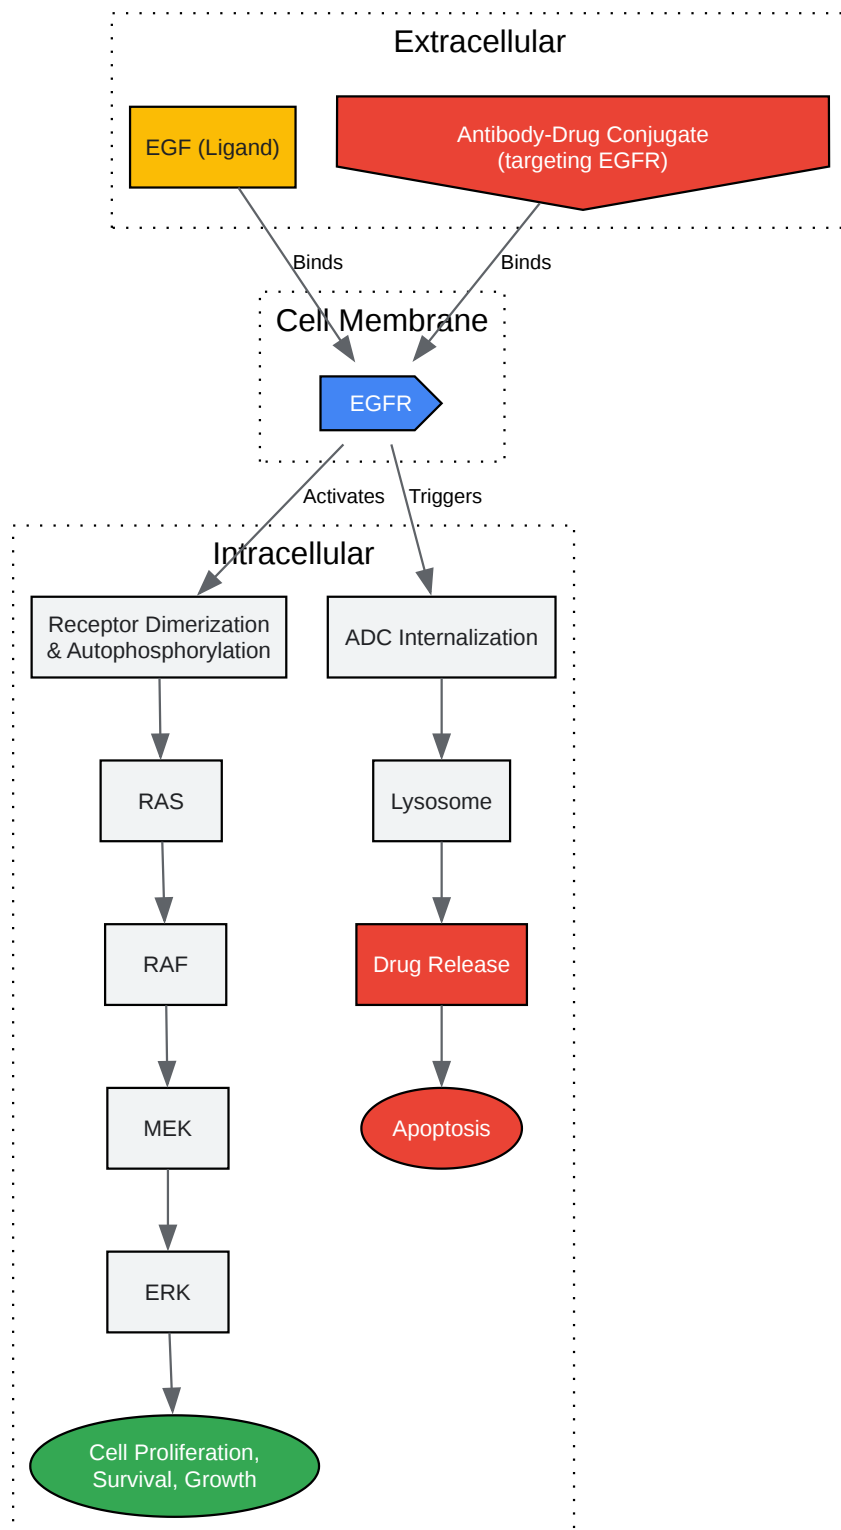 Extracellular
EGF (Ligand)
Antibody-Drug Conjugate
(targeting EGFR)
Binds
Binds
Cell Membrane
EGFR
Activates
Triggers
Intracellular
Receptor Dimerization
& Autophosphorylation
ADC Internalization
RAS
Lysosome
RAF
Drug Release
MEK
Apoptosis
ERK
Cell Proliferation,
Survival, Growth